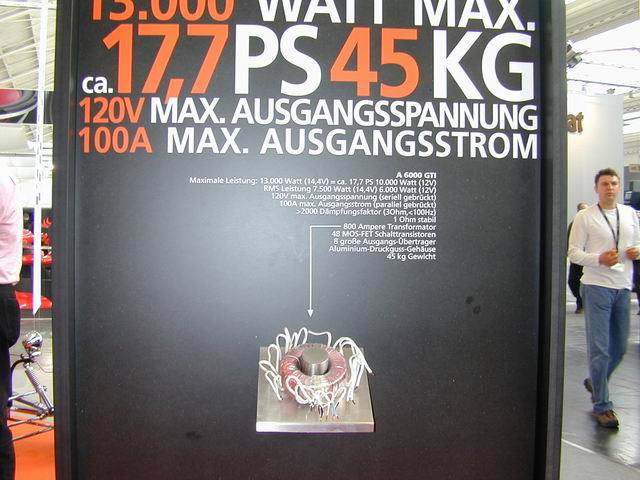 13.000 WATT MAX.
ca. 17,7 PS 45 KG
120V MAX. AUSGANGSSPANNUNG
100A MAX. AUSGANGSSTROM
A 6000 GTI
Maximale Leistung: 13.000 Watt (14,4V) = ca. 17,7 PS 10.000 Watt (12V)
RMS Leistung 7.500 Watt (14,4V) 6.000 Watt (12V)
120V max. Ausgangsspannung (seriell gebrückt)
100A max. Ausgangsstrom (parallel gebrückt)
>2000 Dämpfungsfaktor (3Ohm,<100Hz)
1 Ohm stabil
800 Ampere Transformator
48 MOS-FET Schalttransistoren
8 große Ausgangs-Übertrager
Aluminium-Druckguss-Gehäuse
45 kg Gewicht